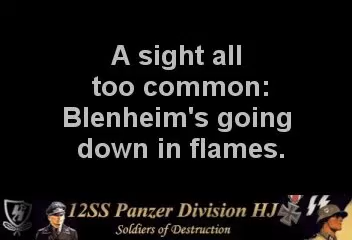 A sight all
too common:
Blenheim's going
down in flames.
12SS Panzer Division HJ
Soldiers of Destruction